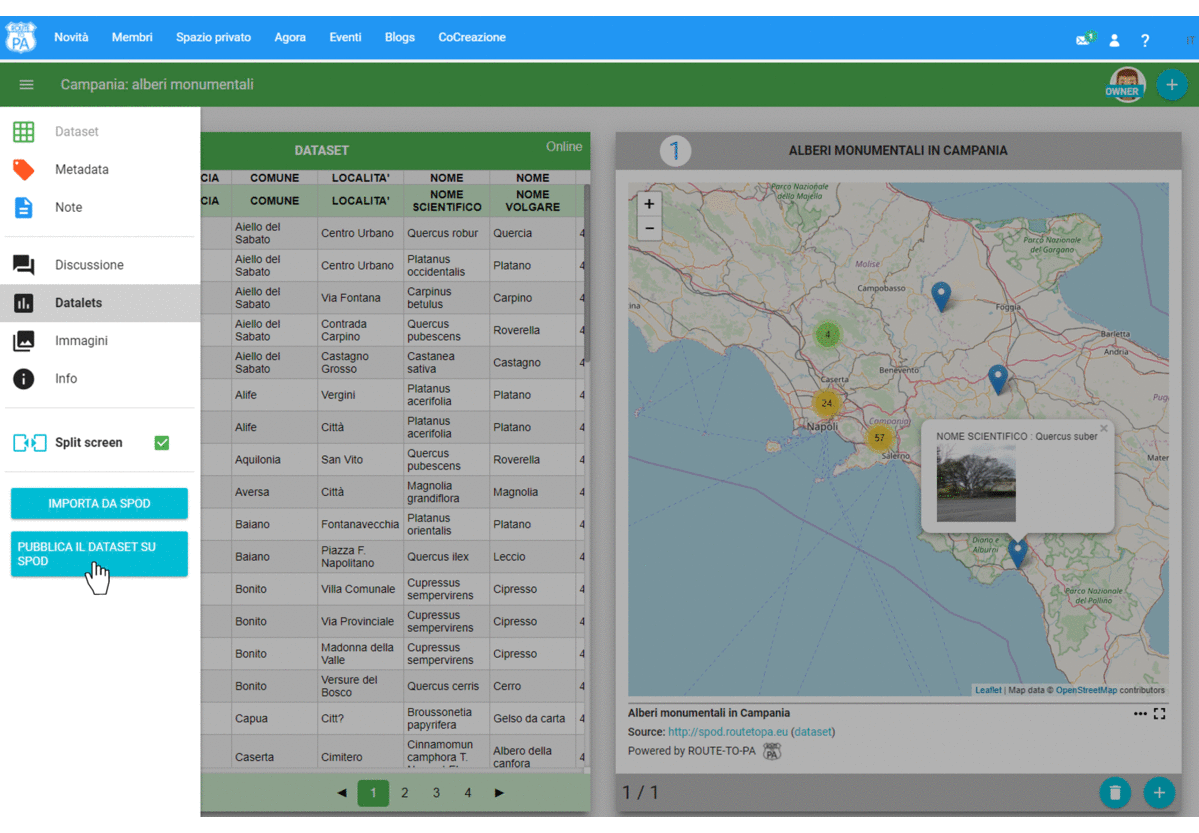 ROUTE TO PA
Novità Membri Spazio privato Agora Eventi Blogs CoCreazione
1 ? IT
Campania: alberi monumentali
OWNER +
Dataset
Metadata
Note
Discussione
Datalets
Immagini
Info
Split screen
IMPORTA DA SPOD
PUBBLICA IL DATASET SU
SPOD
DATASET Online
CIA COMUNE LOCALITA' NOME NOME
CIA COMUNE LOCALITA' NOME SCIENTIFICO NOME VOLGARE
Aiello del Sabato Centro Urbano Quercus robur Quercia 4
Aiello del Sabato Centro Urbano Platanus occidentalis Platano 4
Aiello del Sabato Via Fontana Carpinus betulus Carpino 4
Aiello del Sabato Contrada Carpino Quercus pubescens Roverella 4
Aiello del Sabato Castagno Grosso Castanea sativa Castagno 4
Alife Vergini Platanus acerifolia Platano 4
Alife Città Platanus acerifolia Platano 4
Aquilonia San Vito Quercus pubescens Roverella 4
Aversa Città Magnolia grandiflora Magnolia 4
Baiano Fontanavecchia Platanus orientalis Platano 4
Baiano Piazza F. Napolitano Quercus ilex Leccio 4
Bonito Villa Comunale Cupressus sempervirens Cipresso 4
Bonito Via Provinciale Cupressus sempervirens Cipresso 4
Bonito Madonna della Valle Cupressus sempervirens Cipresso 4
Bonito Versure del Bosco Quercus cerris Cerro 4
Capua Citt? Broussonetia papyrifera Gelso da carta 4
Caserta Cimitero Cinnamomun camphora T. Albero della canfora 4
◄ 1 2 3 4 ►
1 ALBERI MONUMENTALI IN CAMPANIA
+
−
Parco Nazionale
della Majella
Parco Nazionale
del Gargano
Molise
Campobasso
ina
Foggia
4
Barletta
Andria
Benevento
Caserta
Pug
24
Napoli
Campania
57
Salerno
Mater
×
NOME SCIENTIFICO : Quercus suber
Diano e
Alburni
Parco Nazionale
del Pollino
Leaflet | Map data © OpenStreetMap contributors
Alberi monumentali in Campania
Source: http://spod.routetopa.eu (dataset)
Powered by ROUTE-TO-PA PA
1 / 1 +